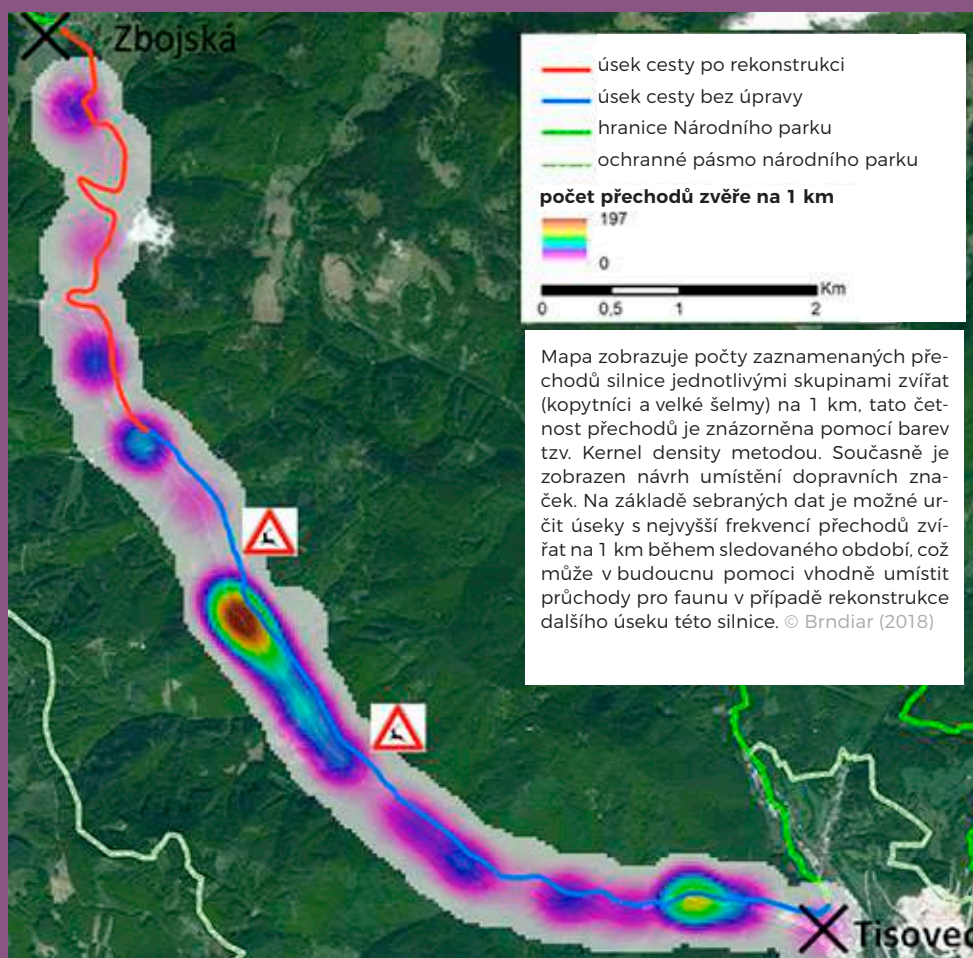 Zbojská
úsek cesty po rekonstrukci
úsek cesty bez úpravy
hranice Národního parku
ochranné pásmo národního parku
počet přechodů zvěře na 1 km
197
0
Km
0 0,5 1 2
Mapa zobrazuje počty zaznamenaných pře-
chodů silnice jednotlivými skupinami zvířat
(kopytníci a velké šelmy) na 1 km, tato čet-
nost přechodů je znázorněna pomocí barev
tzv. Kernel density metodou. Současně je
zobrazen návrh umístění dopravních zna-
ček. Na základě sebraných dat je možné ur-
čit úseky s nejvyšší frekvencí přechodů zví-
řat na 1 km během sledovaného období, což
může v budoucnu pomoci vhodně umístit
průchody pro faunu v případě rekonstrukce
dalšího úseku této silnice. © Brndiar (2018)
Tisovec